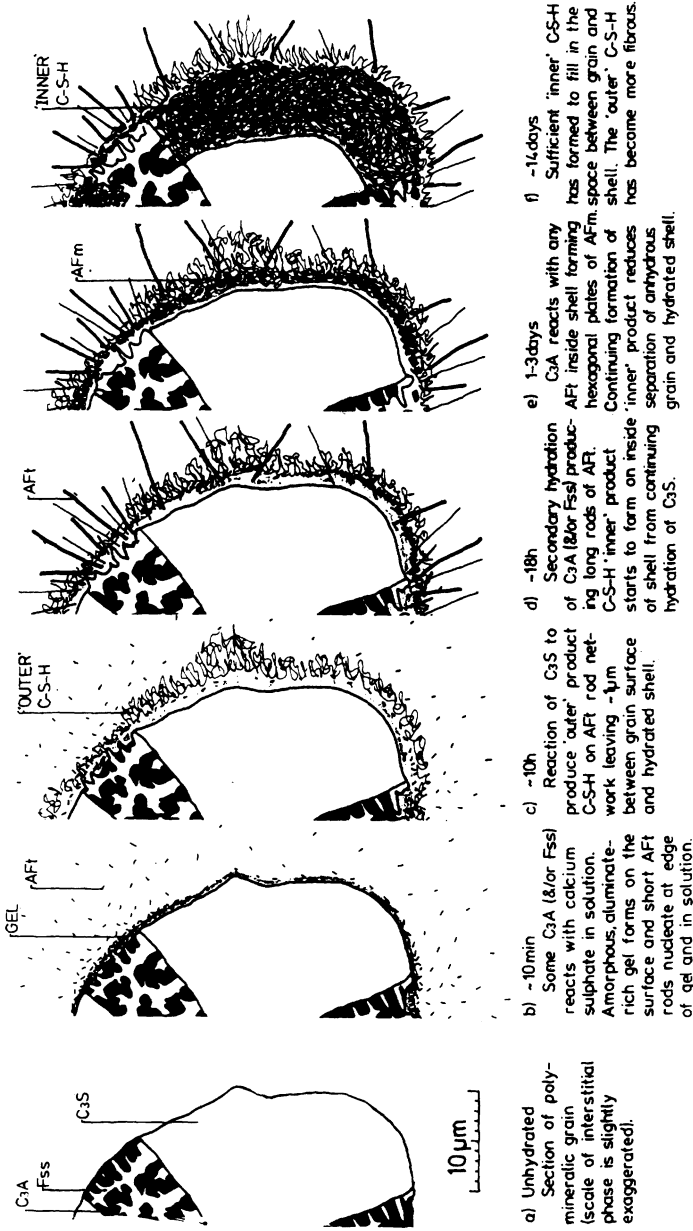 C3A
Fss
C3S
10µm
a) Unhydrated
Section of poly-
mineralic grain
(scale of interstitial
phase is slightly
exaggerated).
GEL
AFt
b) ~10min
Some C3A (&/or Fss)
reacts with calcium
sulphate in solution.
Amorphous, aluminate-
rich gel forms on the
surface and short AFt
rods nucleate at edge
of gel and in solution.
'OUTER'
C-S-H
c) ~10h
Reaction of C3S to
produce 'outer' product
C-S-H on AFt rod net-
work leaving ~1µm
between grain surface
and hydrated shell.
AFt
d) ~18h
Secondary hydration
of C3A (&/or Fss) produc-
ing long rods of AFt.
C-S-H 'inner' product
starts to form on inside
of shell from continuing
hydration of C3S.
AFm
e) 1-3days
C3A reacts with any
AFt inside shell forming
hexagonal plates of AFm.
Continuing formation of
'inner' product reduces
separation of anhydrous
grain and hydrated shell.
'INNER'
C-S-H
f) ~14days
Sufficient 'inner' C-S-H
has formed to fill in the
space between grain and
shell. The 'outer' C-S-H
has become more fibrous.